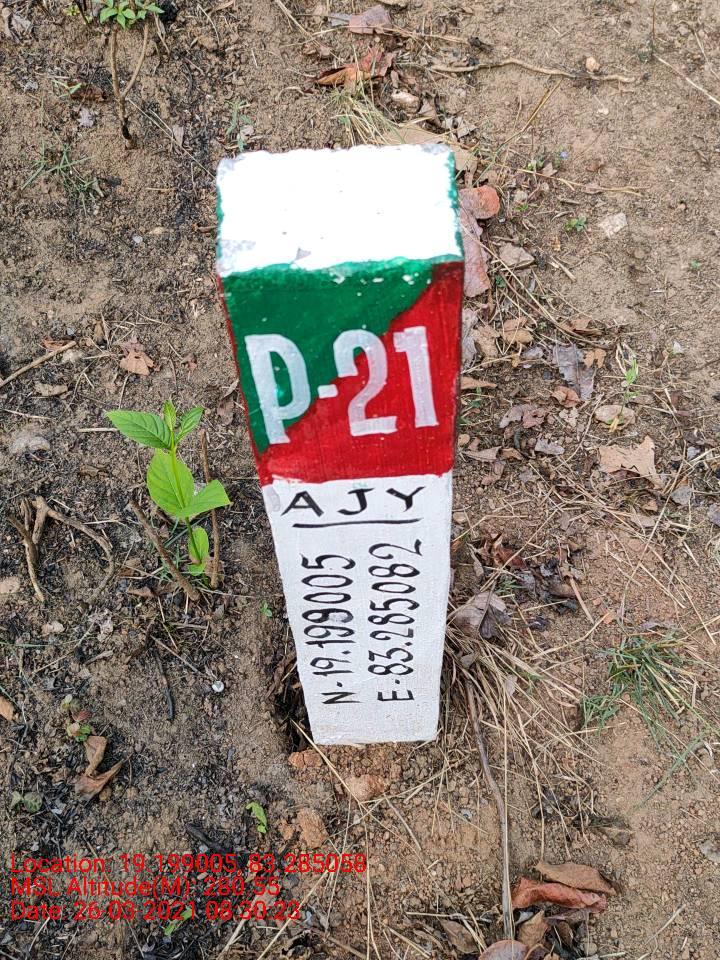 P-21
AJY
N-19.199005
E-83.285082
Location: 19.199005, 83.285058
MSL Altitude(M): 280.55
Date: 26-03-2021 08:30:23